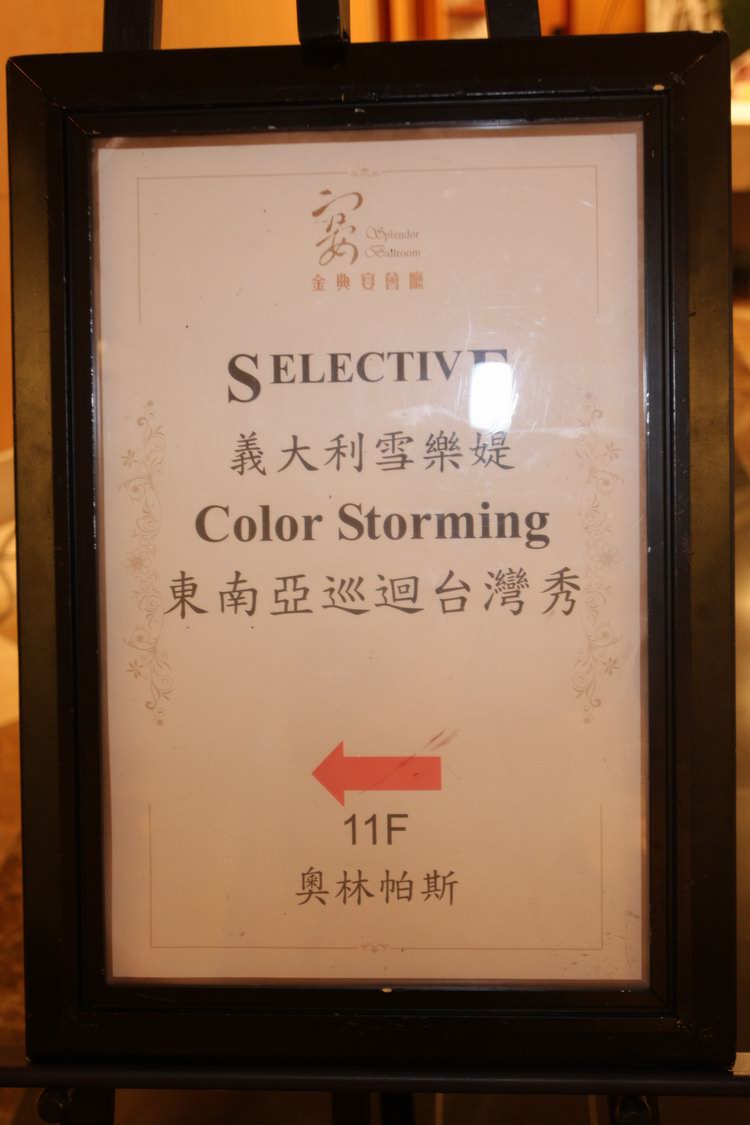 宴
Splendor
Ballroom
金典宴會廳
SELECTIVE
義大利雪樂媞
Color Storming
東南亞巡迴台灣秀
11F
奧林帕斯